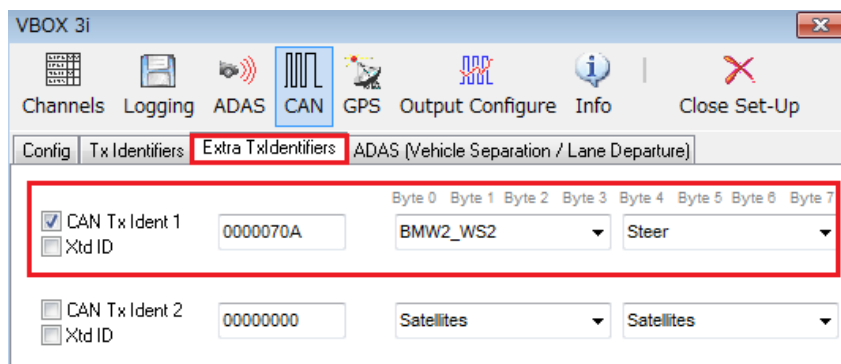 VBOX 3i
Channels Logging ADAS CAN GPS Output Configure Info Close Set-Up
Config Tx Identifiers Extra TxIdentifiers ADAS (Vehicle Separation / Lane Departure)
Byte 0 Byte 1 Byte 2 Byte 3 Byte 4 Byte 5 Byte 6 Byte 7
CAN Tx Ident 1 0000070A BMW2_WS2 Steer
Xtd ID
CAN Tx Ident 2 00000000 Satellites Satellites
Xtd ID